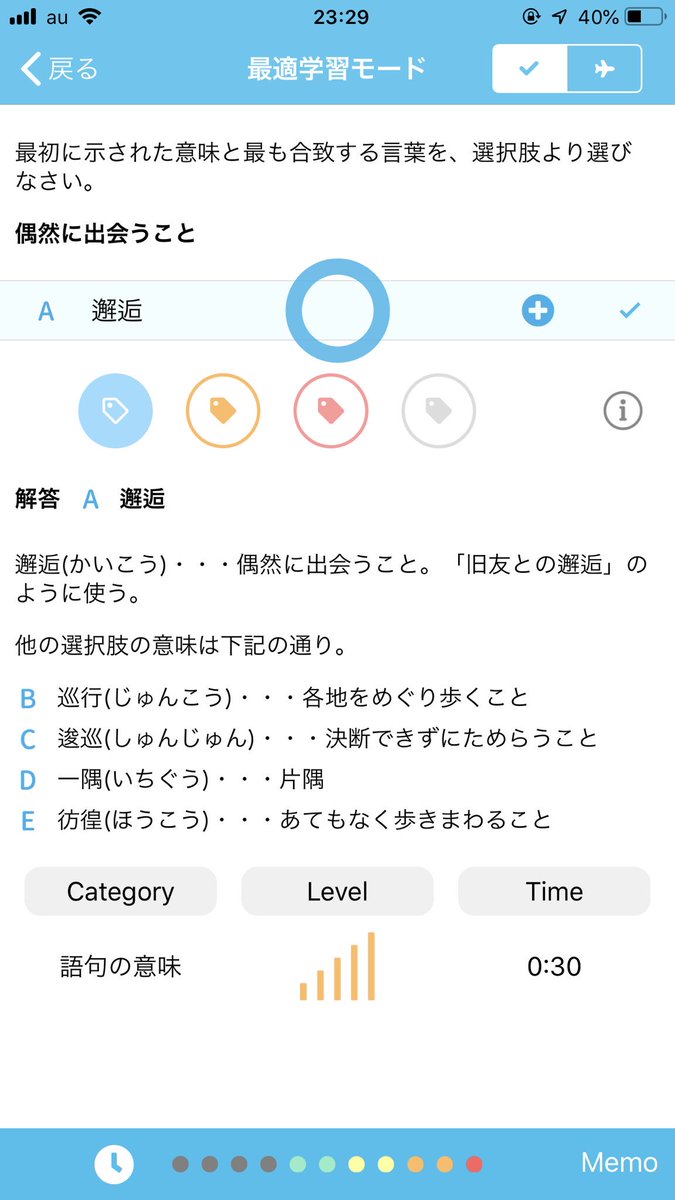 au 23:29 40%
戻る 最適学習モード
最初に示された意味と最も合致する言葉を、選択肢より選び
なさい。
偶然に出会うこと
A 邂逅
解答 A 邂逅
邂逅(かいこう)・・・偶然に出会うこと。「旧友との邂逅」の
ように使う。
他の選択肢の意味は下記の通り。
B 巡行(じゅんこう)・・・各地をめぐり歩くこと
C 逡巡(しゅんじゅん)・・・決断できずにためらうこと
D 一隅(いちぐう)・・・片隅
E 彷徨(ほうこう)・・・あてもなく歩きまわること
Category Level Time
語句の意味 0:30
Memo